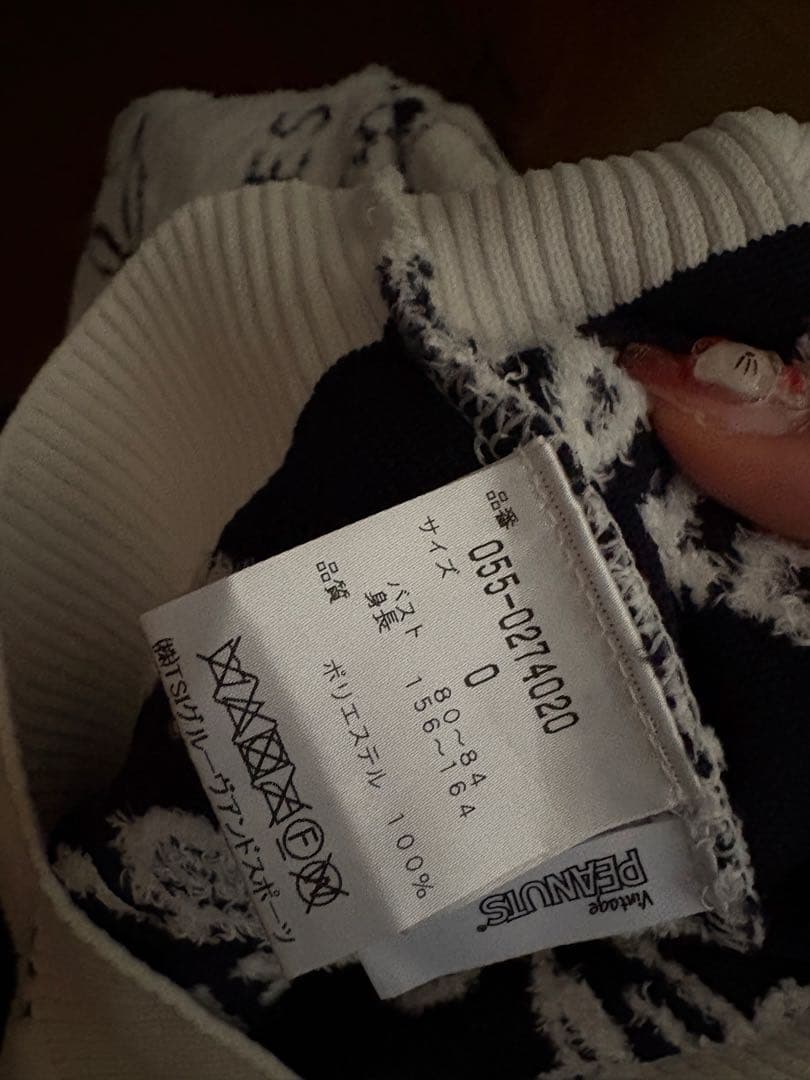 ES
品番 055-0274020
サイズ 0
バスト 80～84
身長 156～164
品質 ポリエステル 100%
F
(株)TSIグルーヴアンドスポーツ
Vintage
PEANUTS®